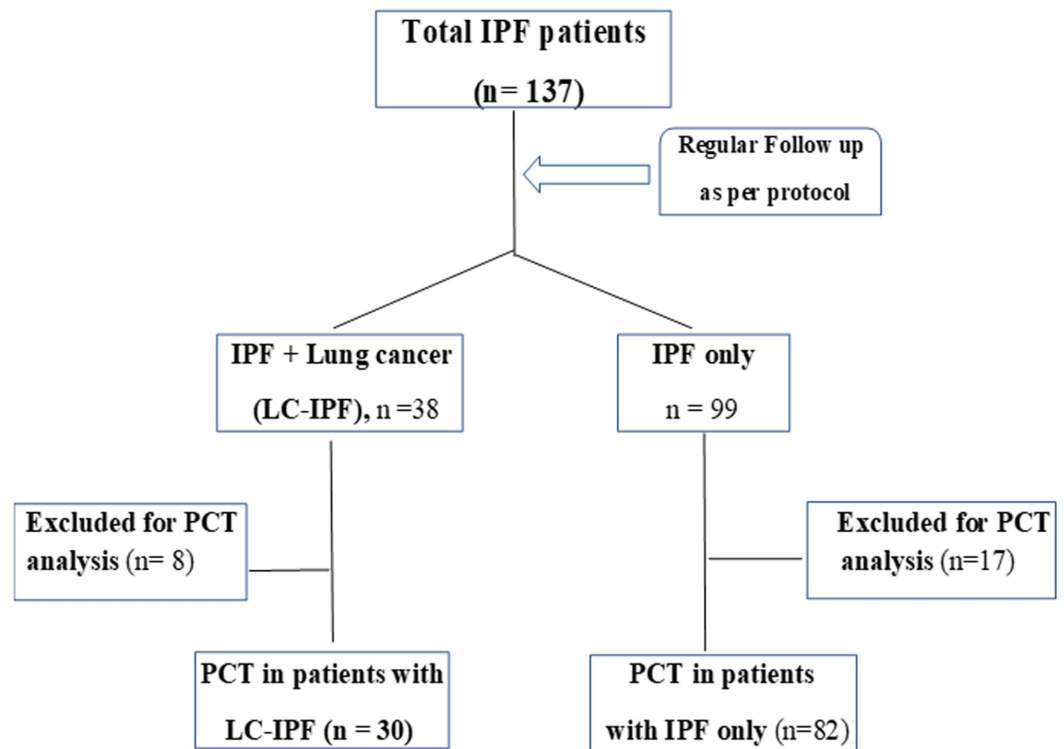 Total IPF patients
(n= 137)
Regular Follow up
as per protocol
IPF + Lung cancer
(LC-IPF), n =38
IPF only
n = 99
Excluded for PCT
analysis (n= 8)
Excluded for PCT
analysis (n=17)
PCT in patients with
LC-IPF (n = 30)
PCT in patients
with IPF only (n=82)